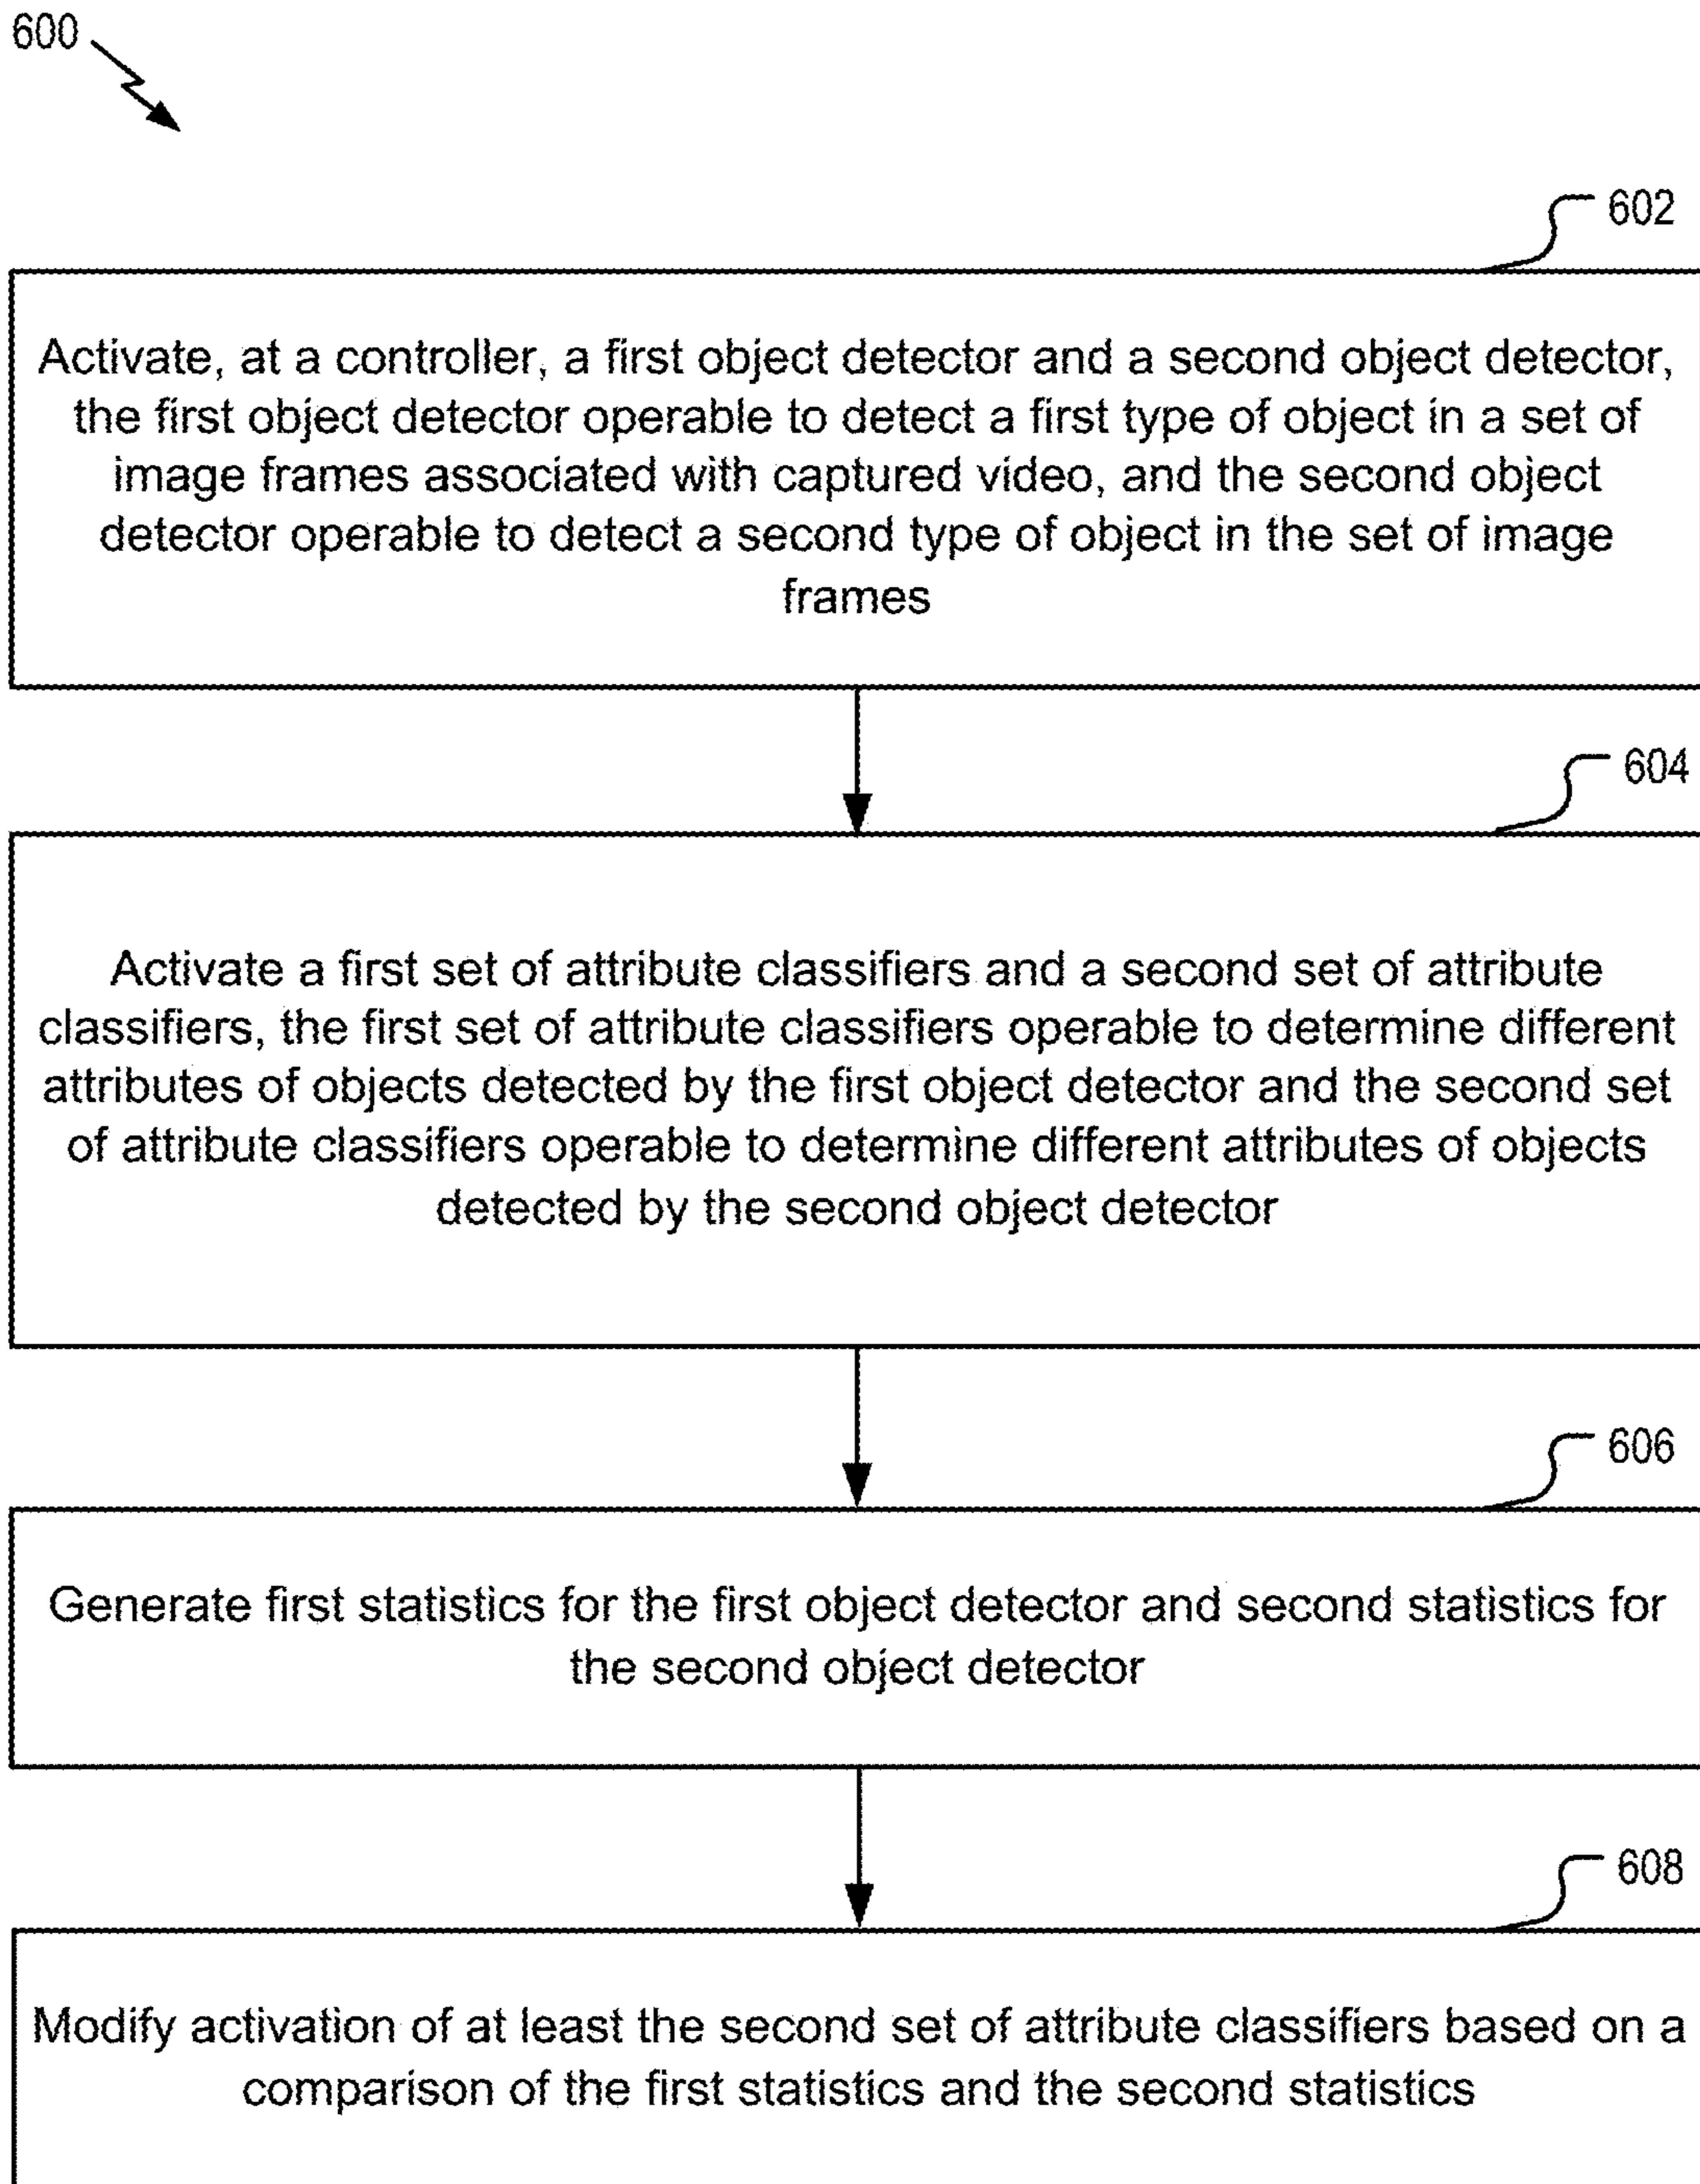 600
602
Activate, at a controller, a first object detector and a second object detector,
the first object detector operable to detect a first type of object in a set of
image frames associated with captured video, and the second object
detector operable to detect a second type of object in the set of image
frames
604
Activate a first set of attribute classifiers and a second set of attribute
classifiers, the first set of attribute classifiers operable to determine different
attributes of objects detected by the first object detector and the second set
of attribute classifiers operable to determine different attributes of objects
detected by the second object detector
606
Generate first statistics for the first object detector and second statistics for
the second object detector
608
Modify activation of at least the second set of attribute classifiers based on a
comparison of the first statistics and the second statistics